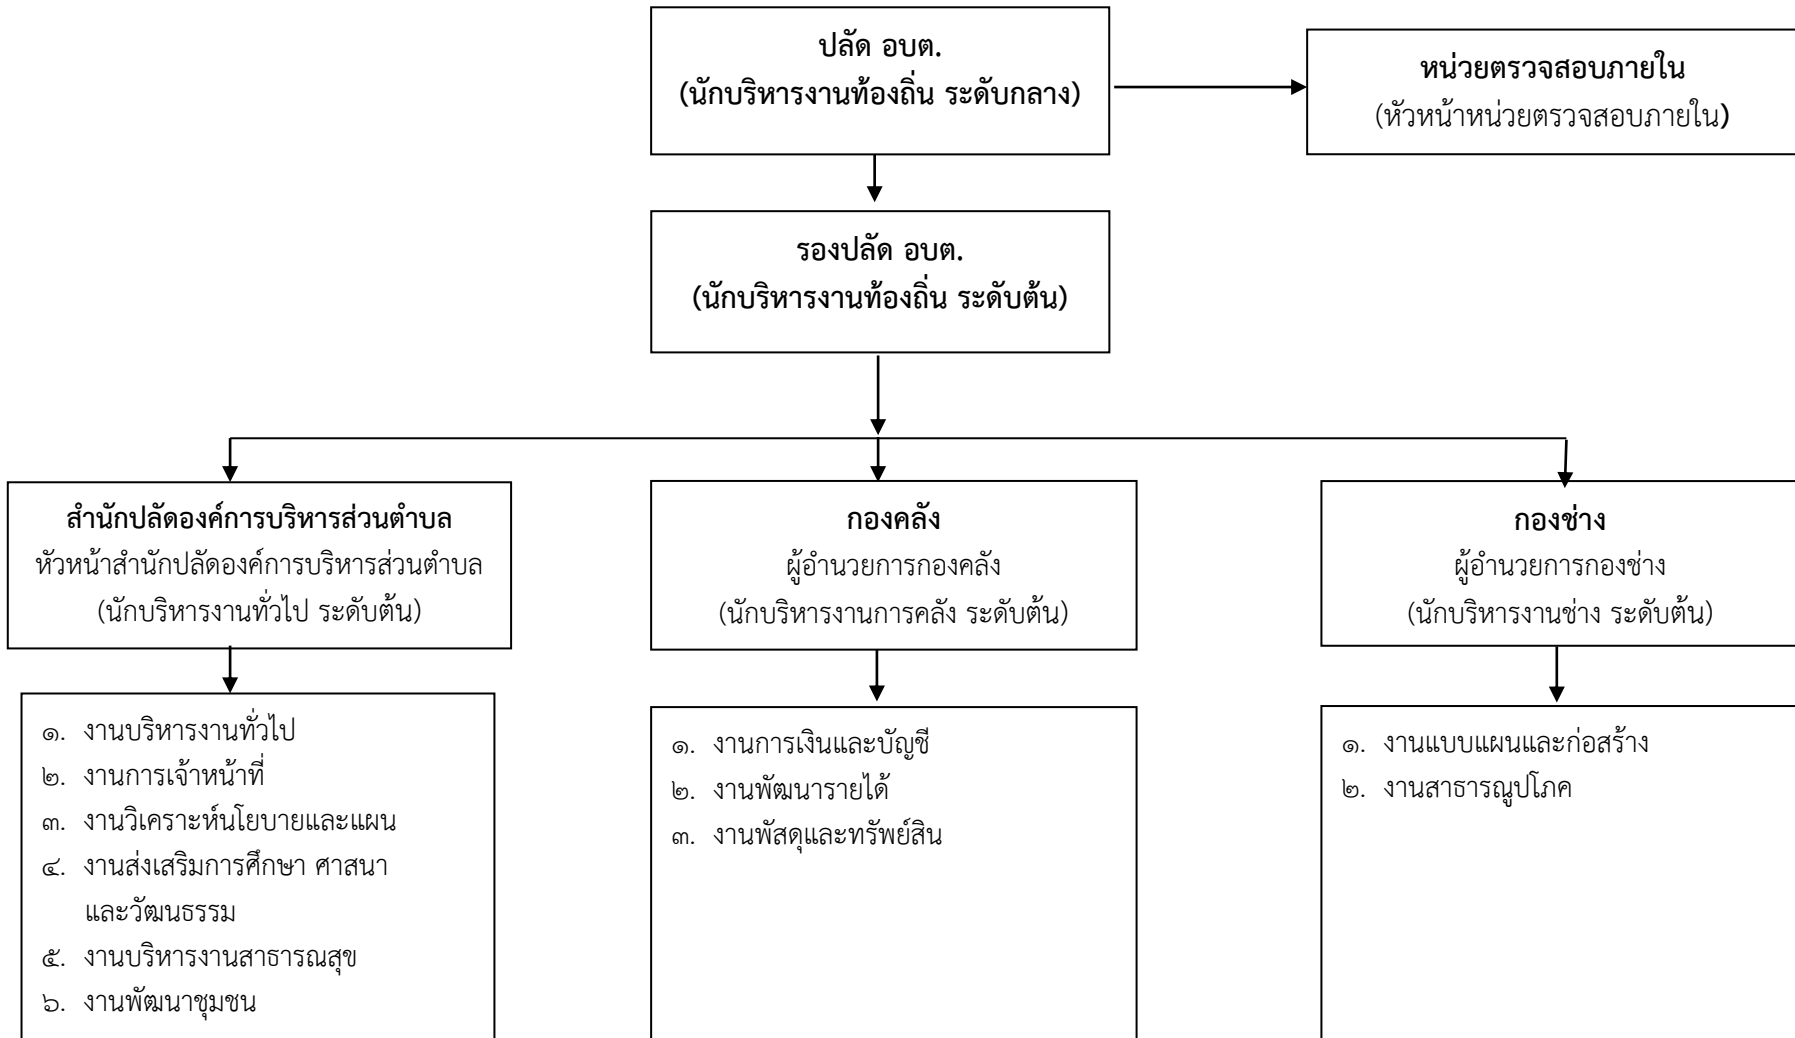 ปลัด อบต.
(นักบริหารงานท้องถิ่น ระดับกลาง)
หน่วยตรวจสอบภายใน
(หัวหน้าหน่วยตรวจสอบภายใน)
รองปลัด อบต.
(นักบริหารงานท้องถิ่น ระดับต้น)
สำนักปลัดองค์การบริหารส่วนตำบล
หัวหน้าสำนักปลัดองค์การบริหารส่วนตำบล
(นักบริหารงานทั่วไป ระดับต้น)
กองคลัง
ผู้อำนวยการกองคลัง
(นักบริหารงานการคลัง ระดับต้น)
กองช่าง
ผู้อำนวยการกองช่าง
(นักบริหารงานช่าง ระดับต้น)
๑. งานบริหารงานทั่วไป
๒. งานการเจ้าหน้าที่
๓. งานวิเคราะห์นโยบายและแผน
๔. งานส่งเสริมการศึกษา ศาสนา
และวัฒนธรรม
๕. งานบริหารงานสาธารณสุข
๖. งานพัฒนาชุมชน
๑. งานการเงินและบัญชี
๒. งานพัฒนารายได้
๓. งานพัสดุและทรัพย์สิน
๑. งานแบบแผนและก่อสร้าง
๒. งานสาธารณูปโภค